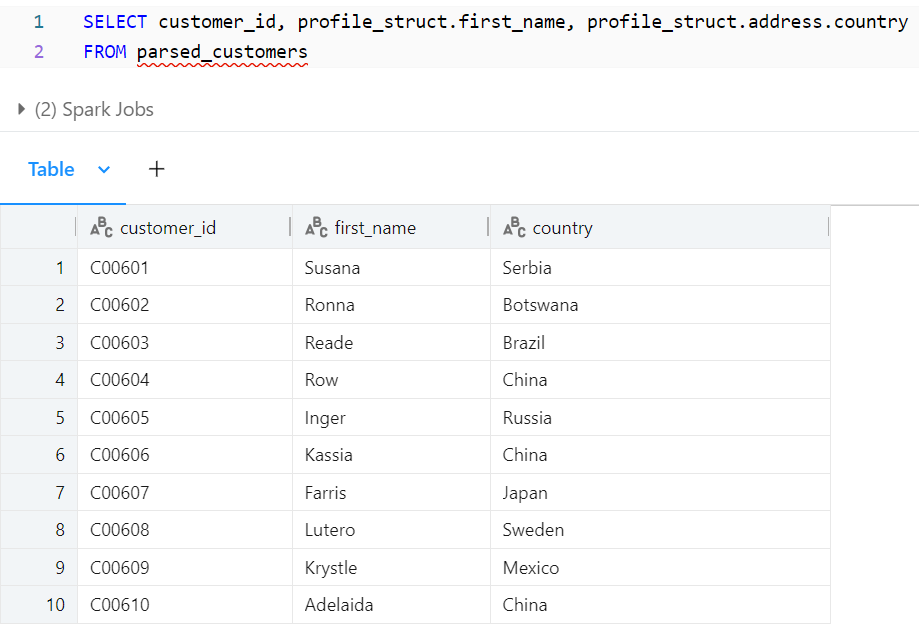 1 SELECT customer_id, profile_struct.first_name, profile_struct.address.country
2 FROM parsed_customers
(2) Spark Jobs
Table +
ABC customer_id ABC first_name ABC country
1 C00601 Susana Serbia
2 C00602 Ronna Botswana
3 C00603 Reade Brazil
4 C00604 Row China
5 C00605 Inger Russia
6 C00606 Kassia China
7 C00607 Farris Japan
8 C00608 Lutero Sweden
9 C00609 Krystle Mexico
10 C00610 Adelaida China